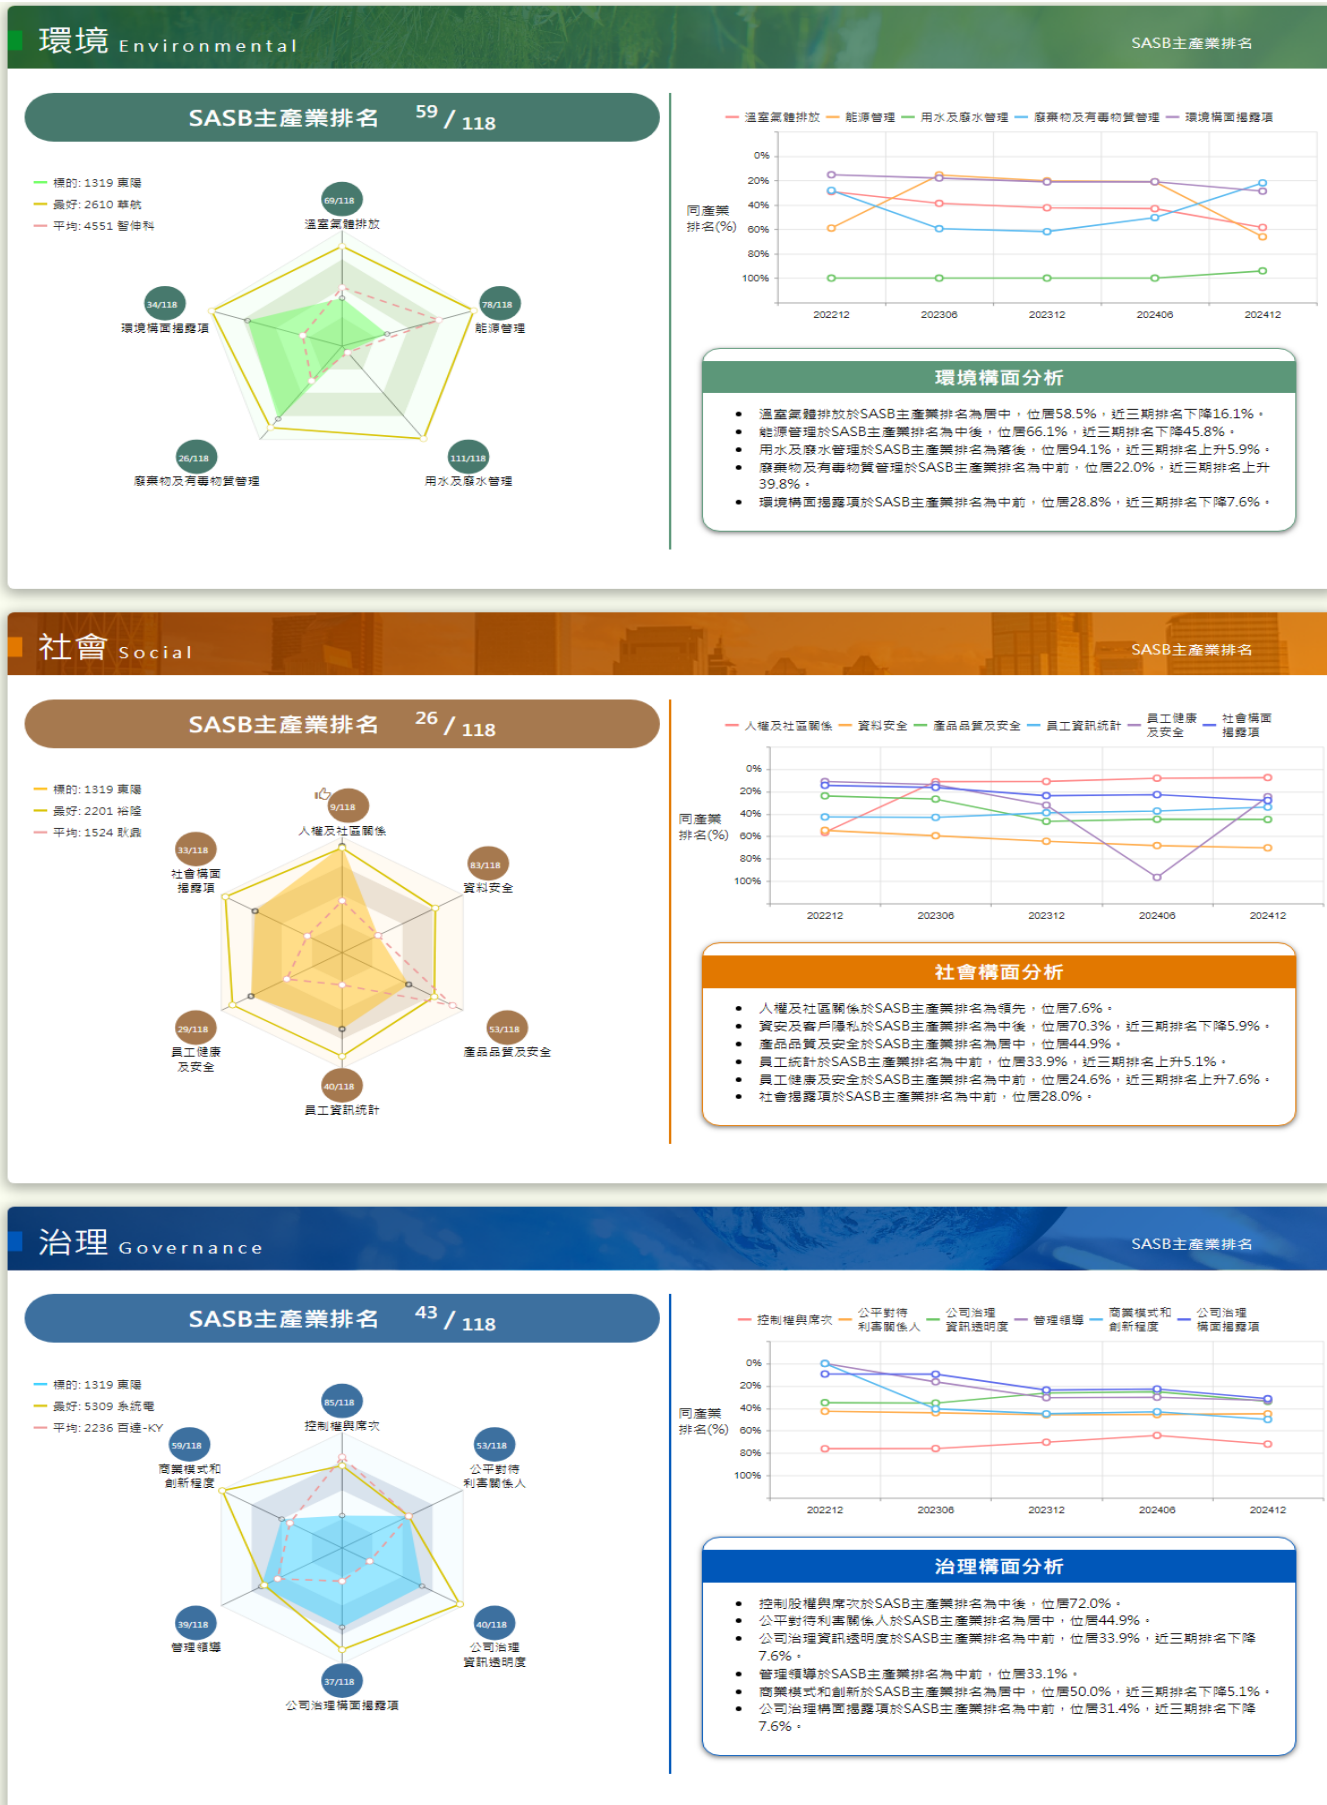 環境 Environmental
SASB主產業排名
SASB主產業排名 59 / 118
標的: 1319 東陽
最好: 2610 華航
平均: 4551 智伸科
69/118
溫室氣體排放
34/118
環境構面揭露項
78/118
能源管理
26/118
廢棄物及有毒物質管理
111/118
用水及廢水管理
溫室氣體排放 能源管理 用水及廢水管理 廢棄物及有毒物質管理 環境構面揭露項
同產業
排名(%)
0%
20%
40%
60%
80%
100%
202212 202306 202312 202406 202412
環境構面分析
• 溫室氣體排放於SASB主產業排名為居中，位居58.5%，近三期排名下降16.1%。
• 能源管理於SASB主產業排名為中後，位居66.1%，近三期排名下降45.8%。
• 用水及廢水管理於SASB主產業排名為落後，位居94.1%，近三期排名上升5.9%。
• 廢棄物及有毒物質管理於SASB主產業排名為中前，位居22.0%，近三期排名上升
39.8%。
• 環境構面揭露項於SASB主產業排名為中前，位居28.8%，近三期排名下降7.6%。
社會 Social
SASB主產業排名
SASB主產業排名 26 / 118
標的: 1319 東陽
最好: 2201 裕隆
平均: 1524 耿鼎
9/118
人權及社區關係
33/118
社會構面
揭露項
83/118
資料安全
29/118
員工健康
及安全
53/118
產品品質及安全
40/118
員工資訊統計
人權及社區關係 資料安全 產品品質及安全 員工資訊統計 員工健康
及安全 社會構面
揭露項
同產業
排名(%)
0%
20%
40%
60%
80%
100%
202212 202306 202312 202406 202412
社會構面分析
• 人權及社區關係於SASB主產業排名為領先，位居7.6%。
• 資安及客戶隱私於SASB主產業排名為中後，位居70.3%，近三期排名下降5.9%。
• 產品品質及安全於SASB主產業排名為居中，位居44.9%。
• 員工統計於SASB主產業排名為中前，位居33.9%，近三期排名上升5.1%。
• 員工健康及安全於SASB主產業排名為中前，位居24.6%，近三期排名上升7.6%。
• 社會揭露項於SASB主產業排名為中前，位居28.0%。
治理 Governance
SASB主產業排名
SASB主產業排名 43 / 118
標的: 1319 東陽
最好: 5309 系統電
平均: 2236 百達-KY
85/118
控制權與席次
59/118
商業模式和
創新程度
53/118
公平對待
利害關係人
39/118
管理領導
40/118
公司治理
資訊透明度
37/118
公司治理構面揭露項
控制權與席次 公平對待
利害關係人 公司治理
資訊透明度 管理領導 商業模式和
創新程度 公司治理
構面揭露項
同產業
排名(%)
0%
20%
40%
60%
80%
100%
202212 202306 202312 202406 202412
治理構面分析
• 控制股權與席次於SASB主產業排名為中後，位居72.0%。
• 公平對待利害關係人於SASB主產業排名為居中，位居44.9%。
• 公司治理資訊透明度於SASB主產業排名為中前，位居33.9%，近三期排名下降
7.6%。
• 管理領導於SASB主產業排名為中前，位居33.1%。
• 商業模式和創新於SASB主產業排名為居中，位居50.0%，近三期排名下降5.1%。
• 公司治理構面揭露項於SASB主產業排名為中前，位居31.4%，近三期排名下降
7.6%。